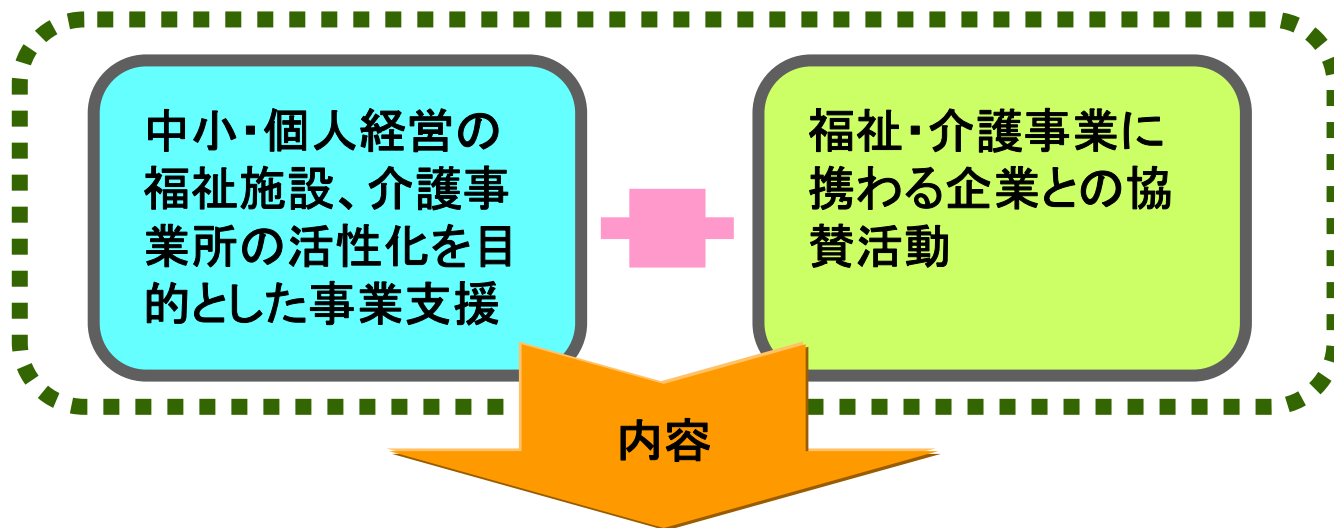 中小・個人経営の
福祉施設、介護事
業所の活性化を目
的とした事業支援
福祉・介護事業に
携わる企業との協
賛活動
内容